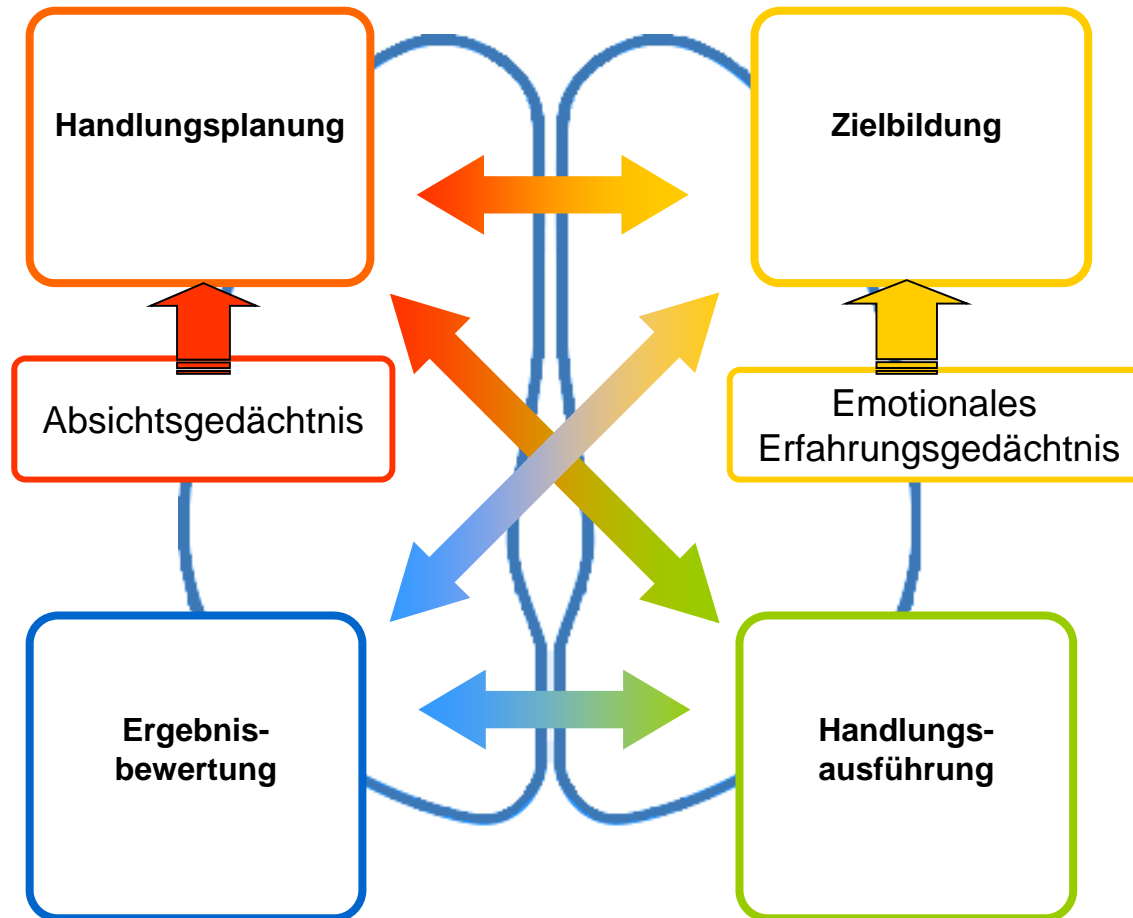 Handlungsplanung
Zielbildung
Absichtsgedächtnis
Emotionales
Erfahrungsgedächtnis
Ergebnis-
bewertung
Handlungs-
ausführung